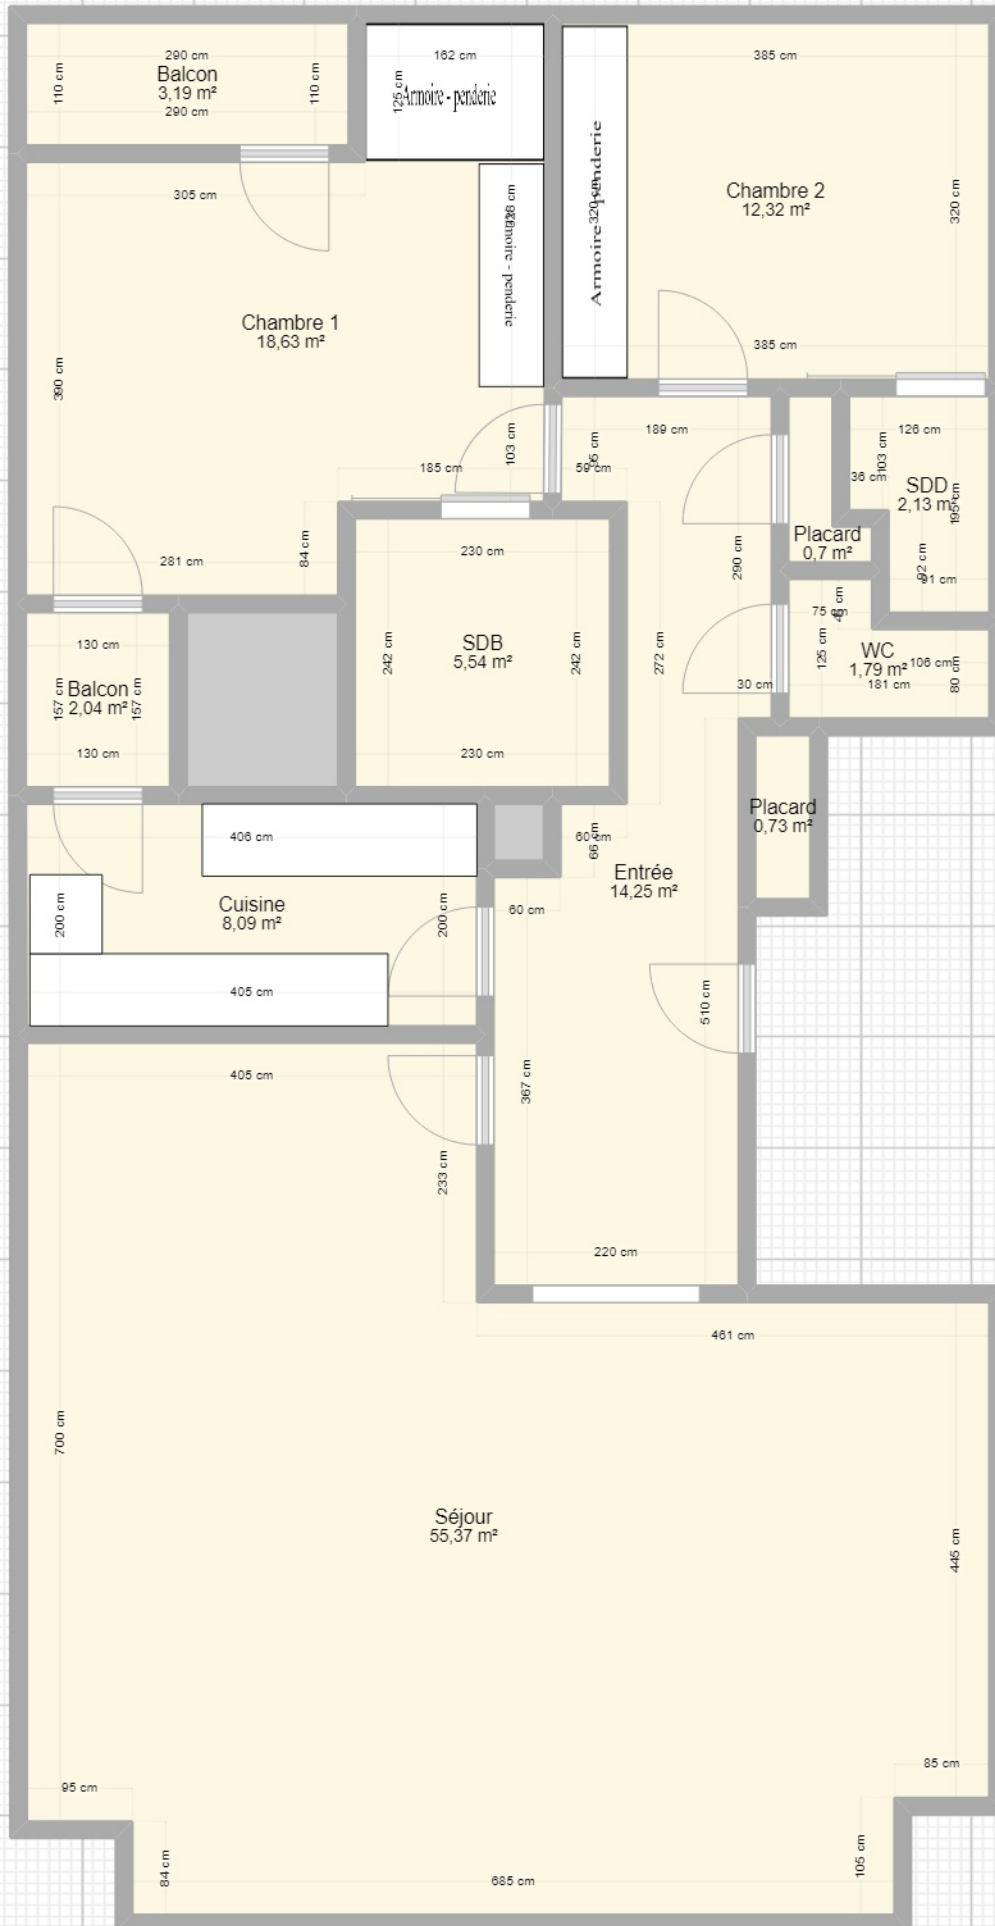 290 cm
162 cm
385 cm
110 cm
Balcon
3,19 m²
110 cm
125 cm
Armoire - penderie
290 cm
305 cm
320 cm
Armoire - penderie
Chambre 2
12,32 m²
320 cm
penderie
Chambre 1
18,63 m²
390 cm
385 cm
103 cm
189 cm
126 cm
103 cm
185 cm
59 cm
36 cm
SDD
2,13 m²
195 cm
84 cm
281 cm
230 cm
290 cm
Placard
0,7 m²
92 cm
91 cm
130 cm
242 cm
SDB
5,54 m²
242 cm
272 cm
75 cm
125 cm
WC
1,79 m²
106 cm
80 cm
157 cm
Balcon
2,04 m²
157 cm
30 cm
181 cm
130 cm
230 cm
406 cm
60 cm
66 cm
Placard
0,73 m²
200 cm
Cuisine
8,09 m²
200 cm
60 cm
Entrée
14,25 m²
405 cm
510 cm
405 cm
367 cm
233 cm
220 cm
461 cm
700 cm
Séjour
55,37 m²
445 cm
95 cm
85 cm
84 cm
685 cm
105 cm